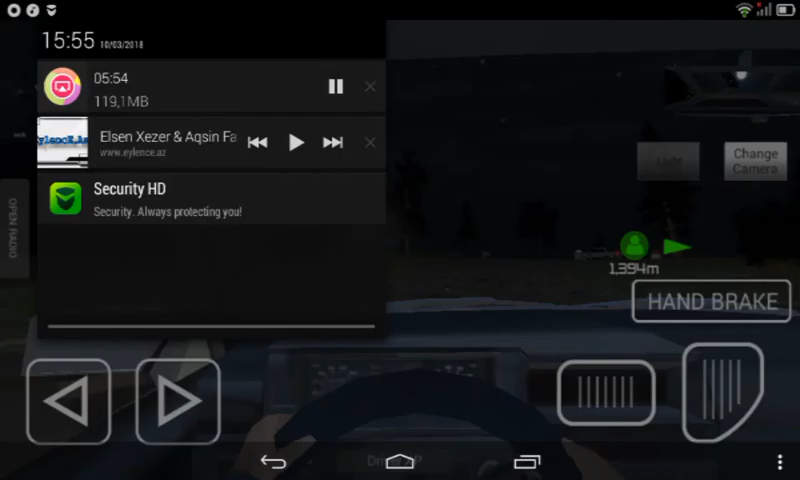 15:55 10/03/2018
05:54
119,1MB
Elsen Xezer & Aqsin Fa
www.eylence.az
Security HD
Security. Always protecting you!
OPEN RADIO
Light
Change
Camera
1,394m
HAND BRAKE